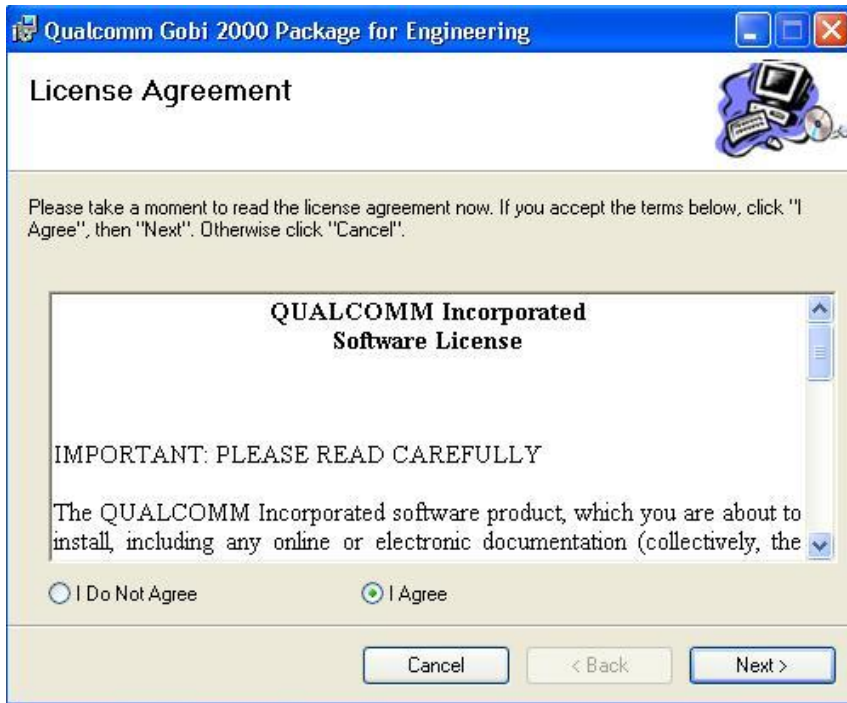 Qualcomm Gobi 2000 Package for Engineering
License Agreement
Please take a moment to read the license agreement now. If you accept the terms below, click "I
Agree", then "Next". Otherwise click "Cancel".
QUALCOMM Incorporated
Software License
IMPORTANT: PLEASE READ CAREFULLY
The QUALCOMM Incorporated software product, which you are about to
install, including any online or electronic documentation (collectively, the
I Do Not Agree
I Agree
Cancel
< Back
Next >